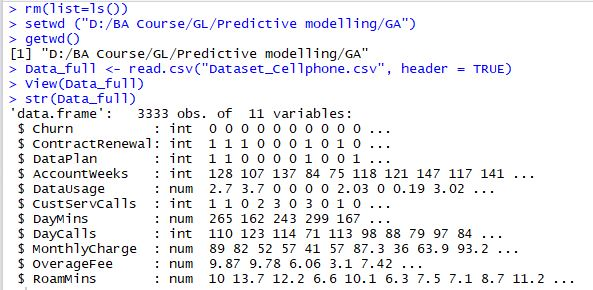 > rm(list=ls())
> setwd ("D:/BA Course/GL/Predictive modelling/GA")
> getwd()
[1] "D:/BA Course/GL/Predictive modelling/GA"
> Data_full <- read.csv("Dataset_Cellphone.csv", header = TRUE)
> View(Data_full)
> str(Data_full)
'data.frame':   3333 obs. of  11 variables:
 $ Churn          : int  0 0 0 0 0 0 0 0 0 0 ...
 $ ContractRenewal: int  1 1 1 0 0 0 1 0 1 0 ...
 $ DataPlan       : int  1 1 0 0 0 0 1 0 0 1 ...
 $ AccountWeeks   : int  128 107 137 84 75 118 121 147 117 141 ...
 $ DataUsage      : num  2.7 3.7 0 0 0 0 2.03 0 0.19 3.02 ...
 $ CustServCalls  : int  1 1 0 2 3 0 3 0 1 0 ...
 $ DayMins        : num  265 162 243 299 167 ...
 $ DayCalls       : int  110 123 114 71 113 98 88 79 97 84 ...
 $ MonthlyCharge  : num  89 82 52 57 41 57 87.3 36 63.9 93.2 ...
 $ OverageFee     : num  9.87 9.78 6.06 3.1 7.42 ...
 $ RoamMins       : num  10 13.7 12.2 6.6 10.1 6.3 7.5 7.1 8.7 11.2 ...